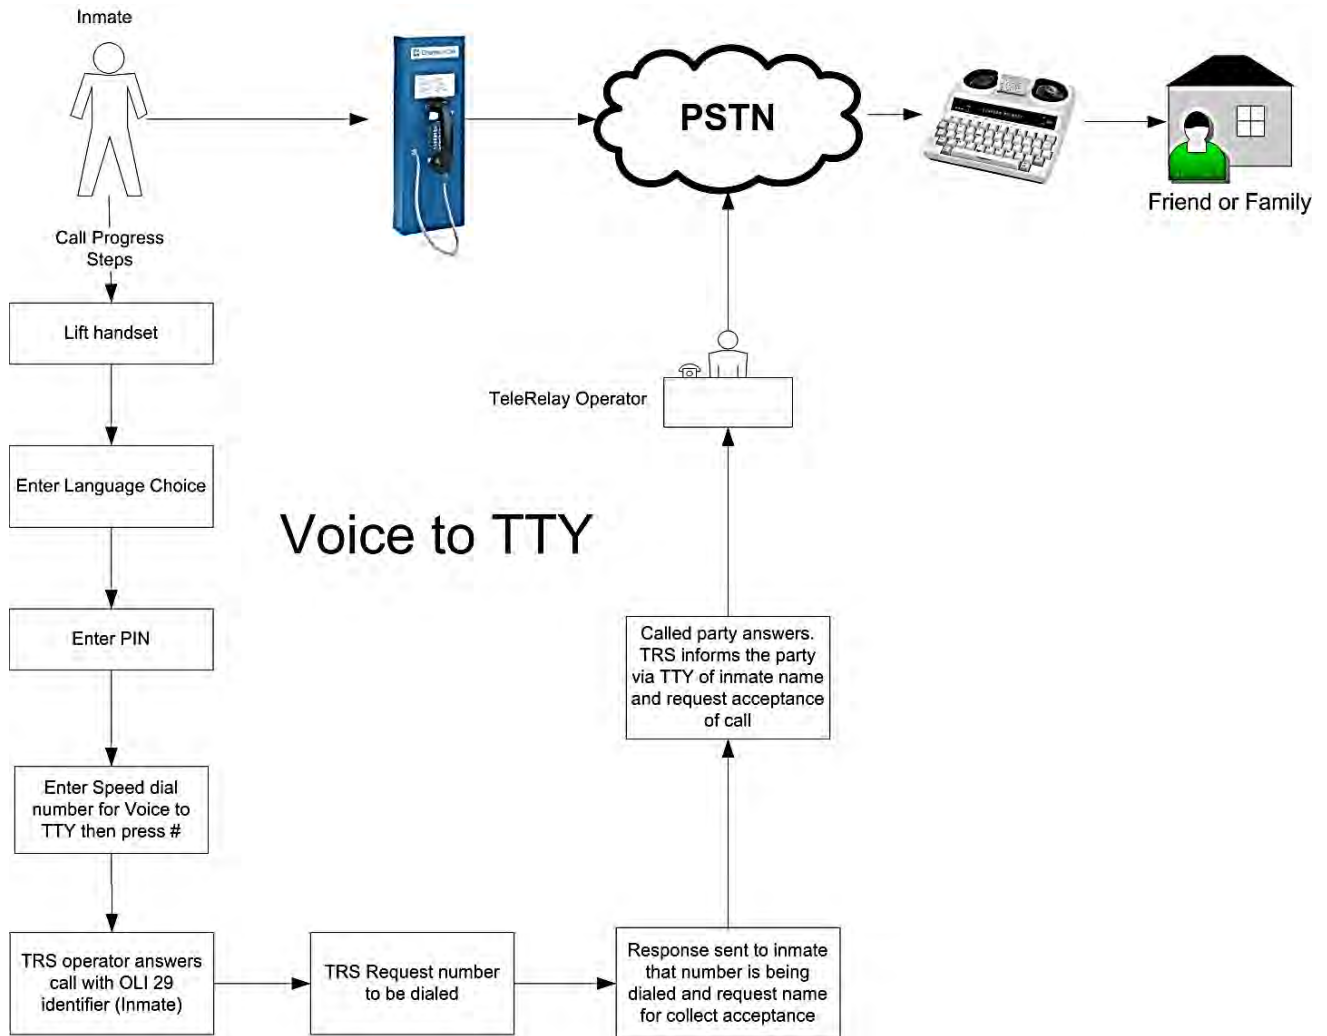 Inmate
PSTN
Friend or Family
Call Progress
Steps
Lift handset
TeleRelay Operator
Enter Language Choice
Voice to TTY
Enter PIN
Called party answers.
TRS informs the party
via TTY of inmate name
and request acceptance
of call
Enter Speed dial
number for Voice to
TTY then press #
TRS operator answers
call with OLI 29
identifier (Inmate)
TRS Request number
to be dialed
Response sent to inmate
that number is being
dialed and request name
for collect acceptance